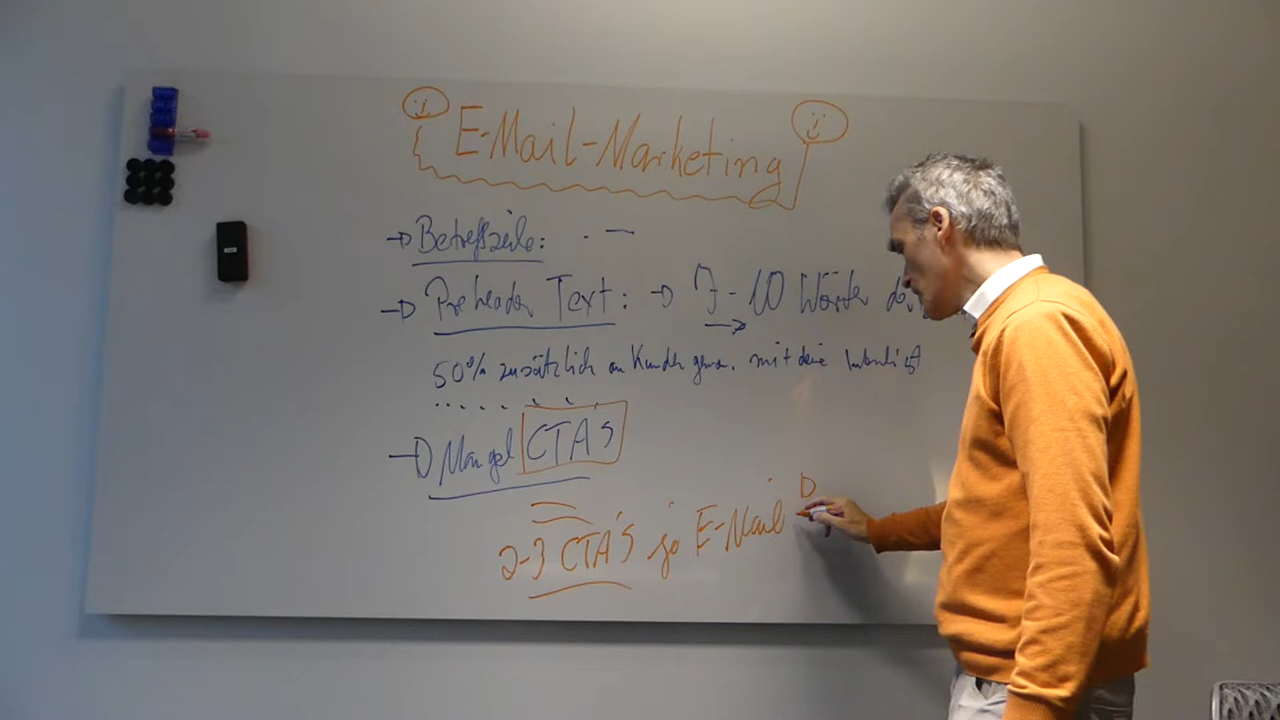 E-Mail-Marketing
→ Betreffzeile: . —
→ Preheader Text: → 7-10 Wörter
50% zusätzlich an Kunden mit
→ Mangel CTA's
2-3 CTA's je E-Mail